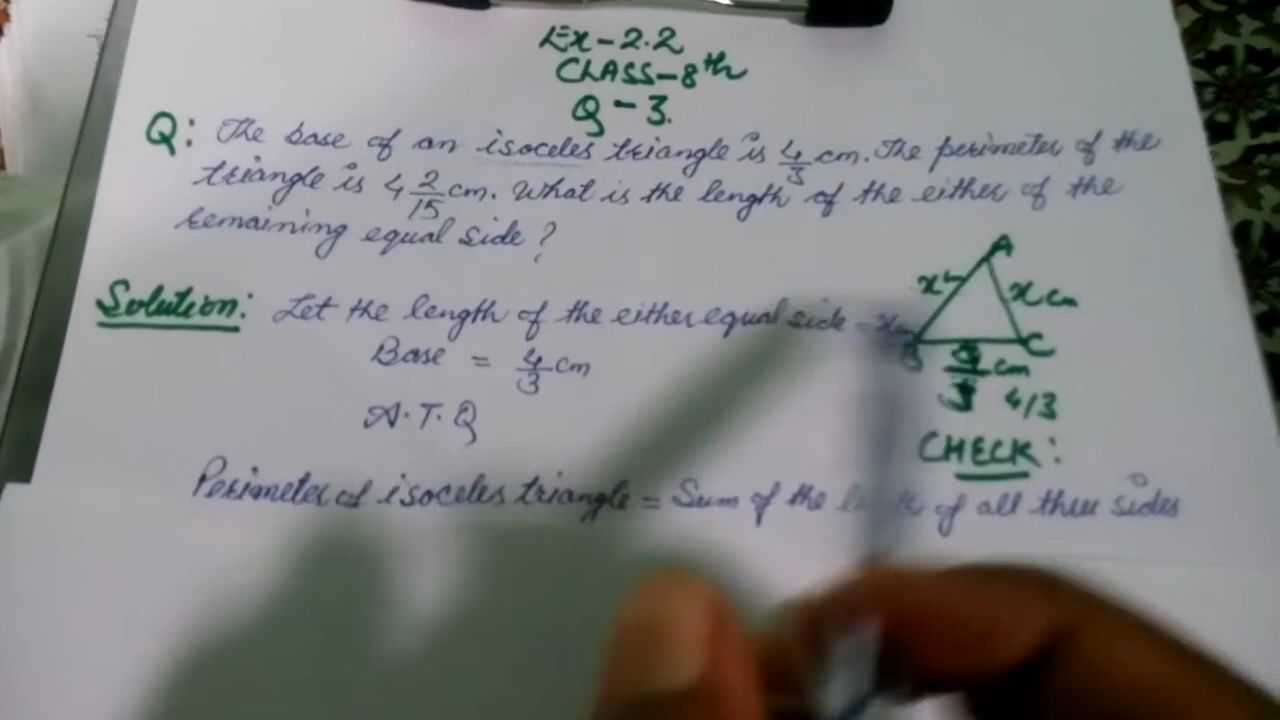 Ex-2.2
CLASS-8th
Q-3.
Q: The base of an isoceles triangle is 4/3 cm. The perimeter of the
triangle is 4 2/15 cm. What is the length of the either of the
remaining equal side?
A
x
x cm
Solution: Let the length of the either equal side =
B
C
cm
4/3
Base = 4/3 cm
A.T.Q
CHECK:
Perimeter of isoceles triangle = Sum of the of all three sides